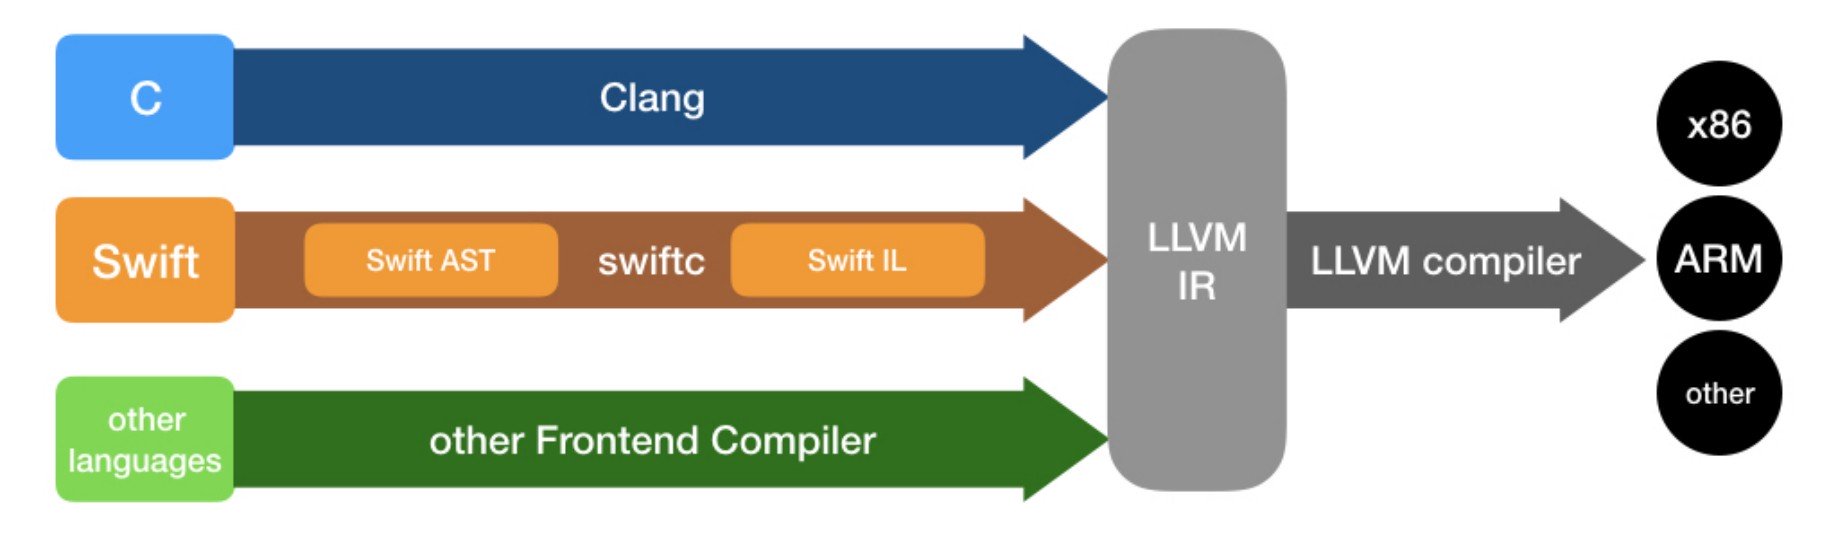 C
Clang
Swift
Swift AST
swiftc
Swift IL
other
languages
other Frontend Compiler
LLVM
IR
LLVM compiler
x86
ARM
other